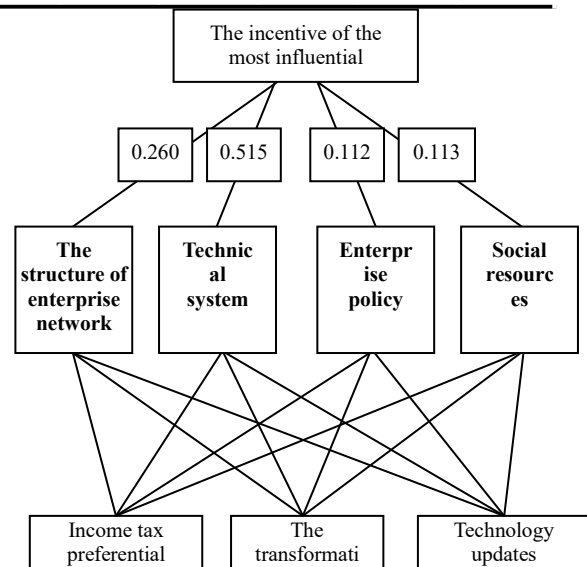 The incentive of the
most influential
0.260
0.515
0.112
0.113
The
structure of
enterprise
network
Technic
al
system
Enterpr
ise
policy
Social
resourc
es
Income tax
preferential
The
transformati
Technology
updates